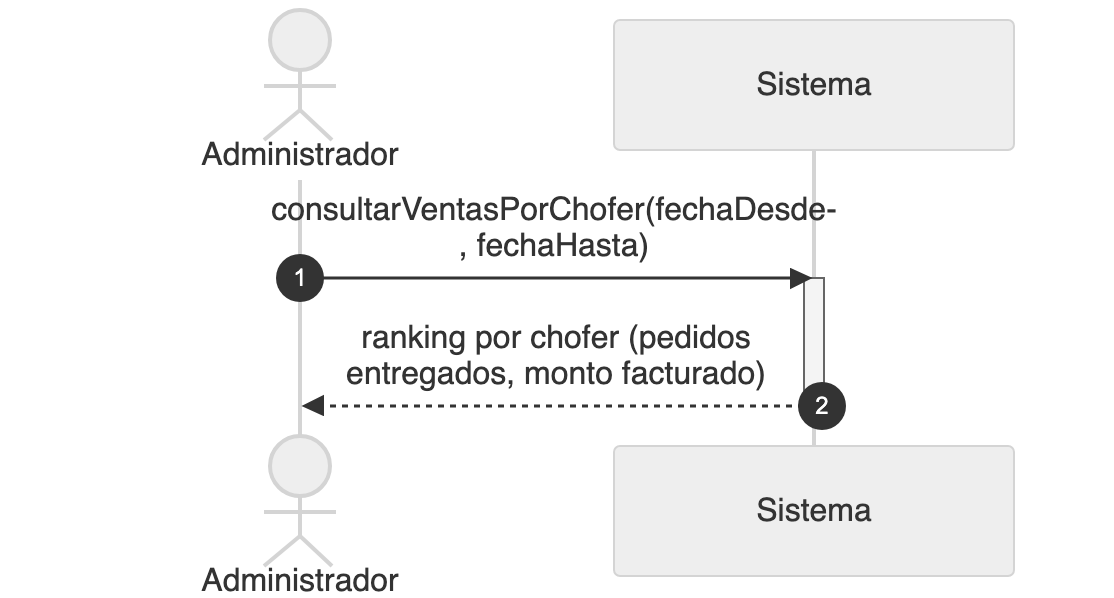 Sistema
Administrador
consultarVentasPorChofer(fechaDesde-
, fechaHasta)
1
ranking por chofer (pedidos
entregados, monto facturado)
2
Sistema
Administrador